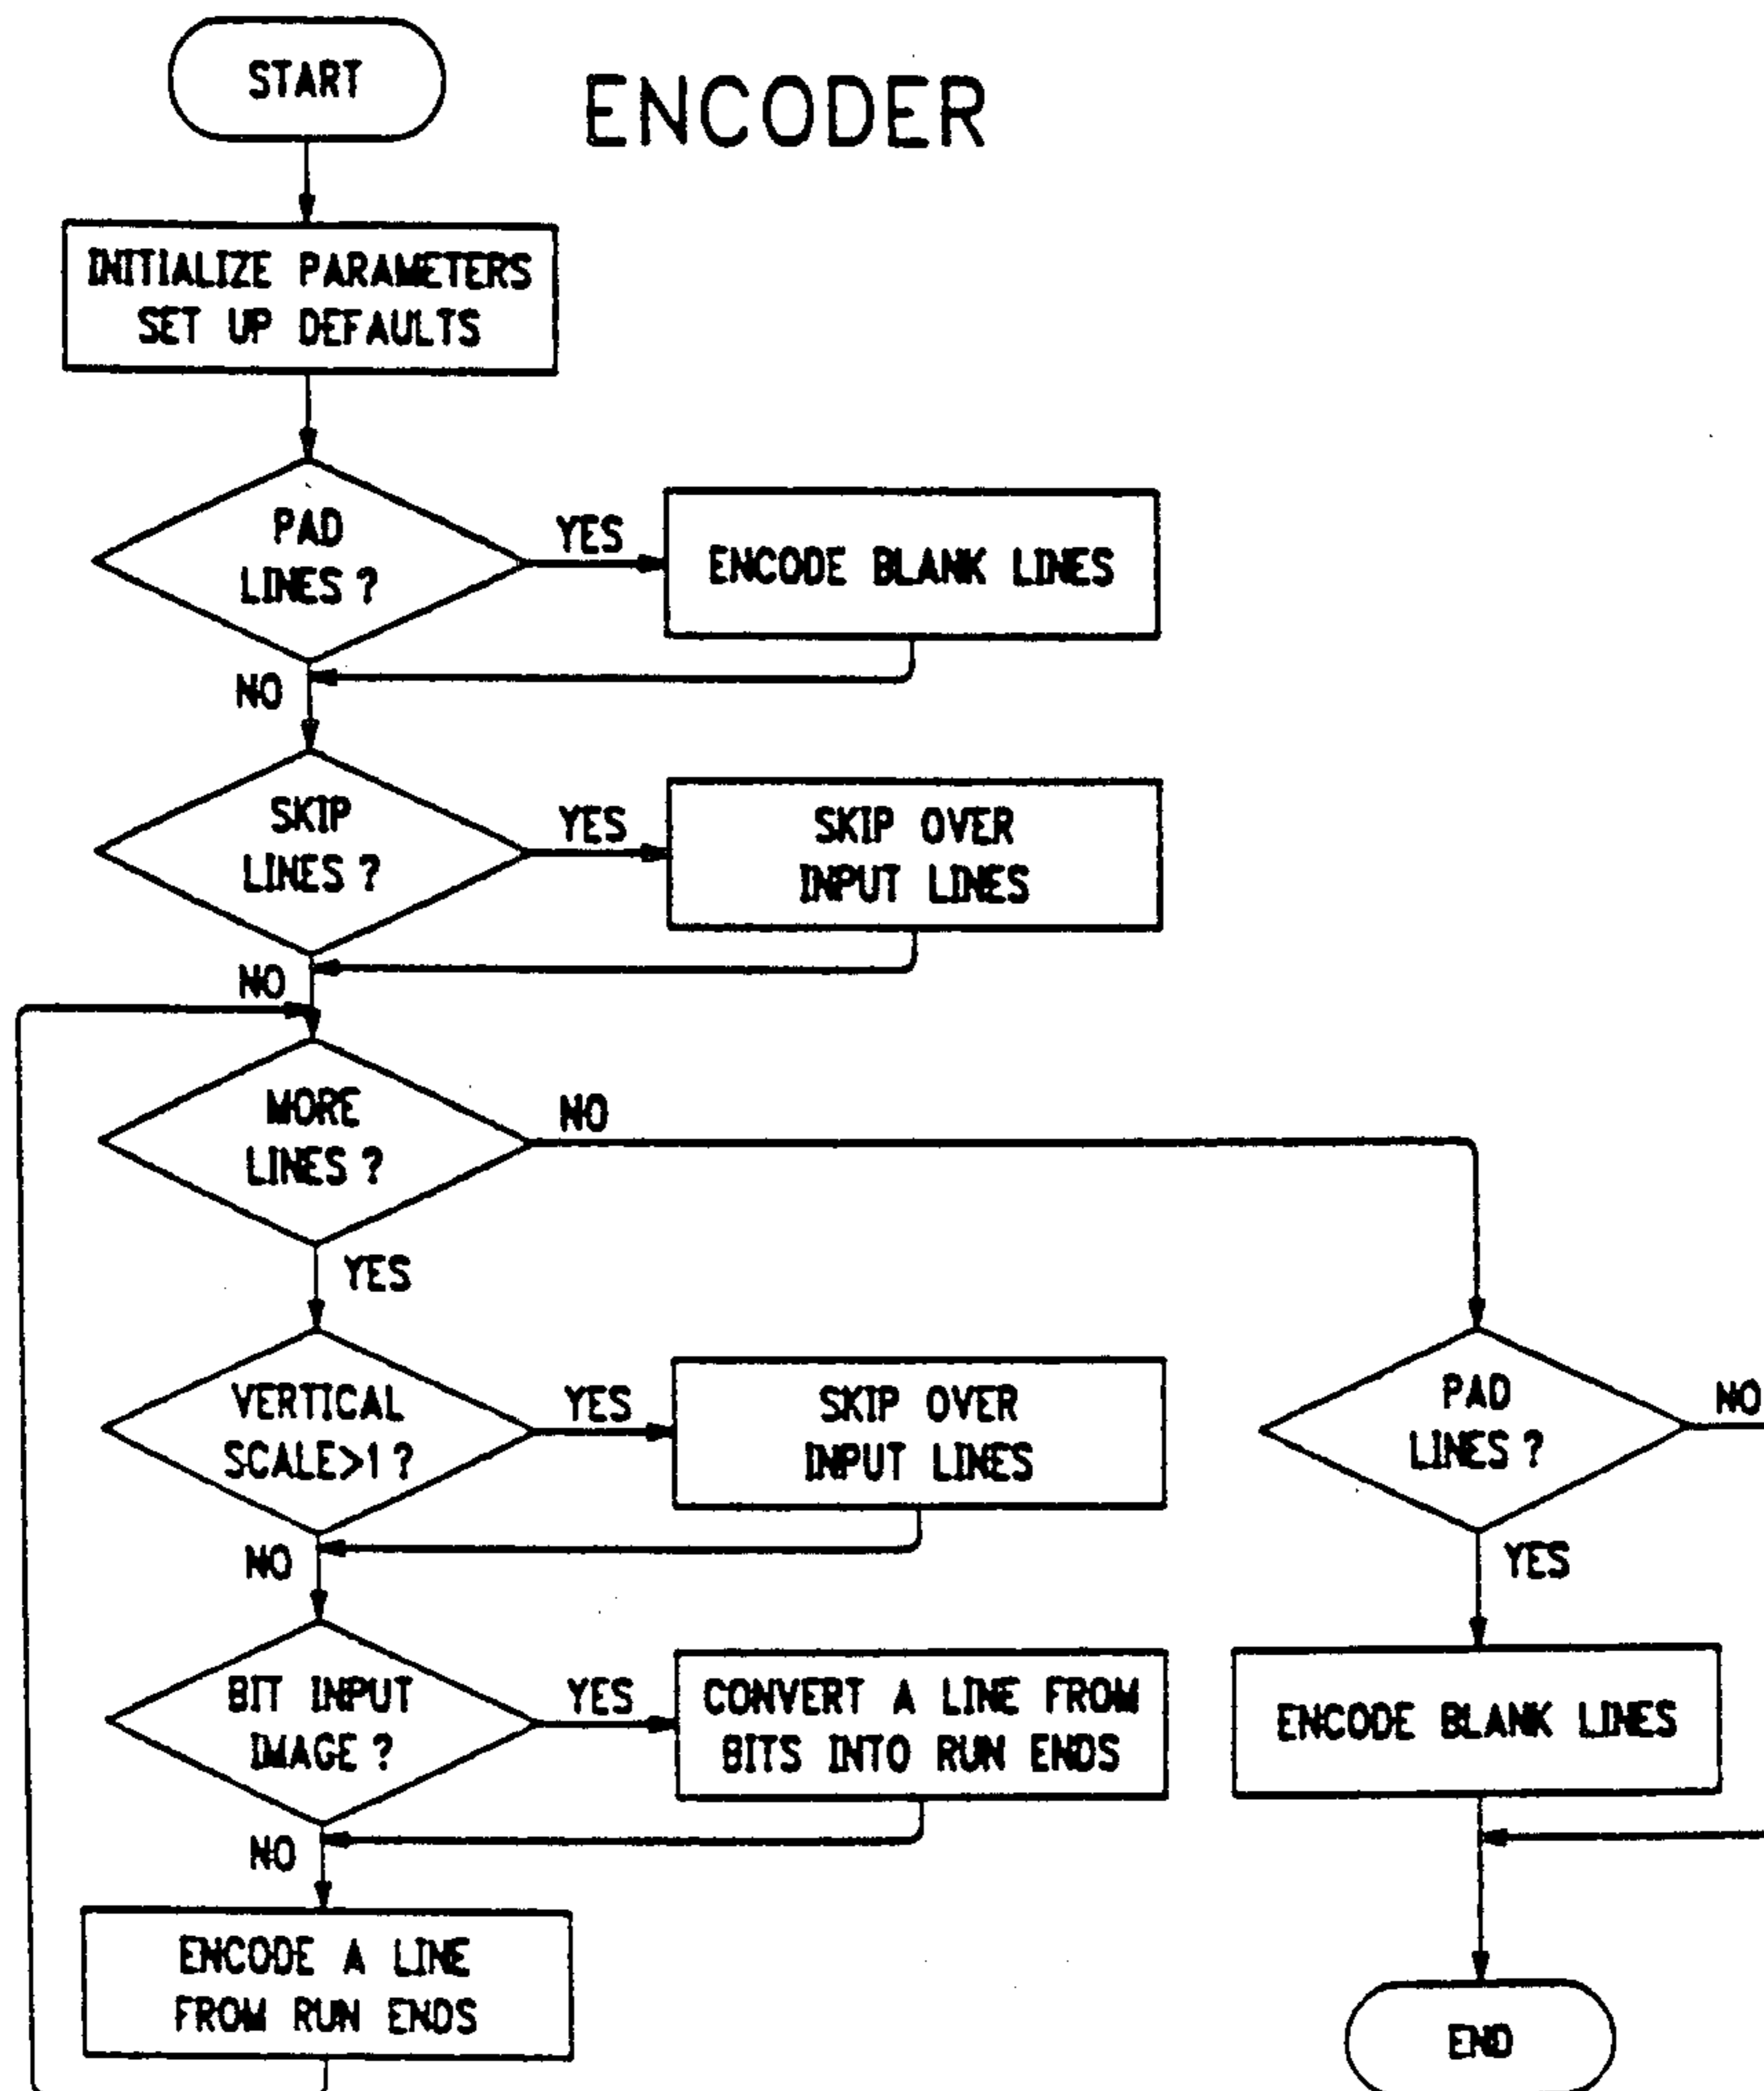 START
ENCODER
INITIALIZE PARAMETERS
SET UP DEFAULTS
PAD
LINES ?
YES
ENCODE BLANK LINES
NO
SKIP
LINES ?
YES
SKIP OVER
INPUT LINES
NO
MORE
LINES ?
NO
YES
VERTICAL
SCALE>1 ?
YES
SKIP OVER
INPUT LINES
NO
BIT INPUT
IMAGE ?
YES
CONVERT A LINE FROM
BITS INTO RUN ENDS
NO
ENCODE A LINE
FROM RUN ENDS
PAD
LINES ?
NO
YES
ENCODE BLANK LINES
END